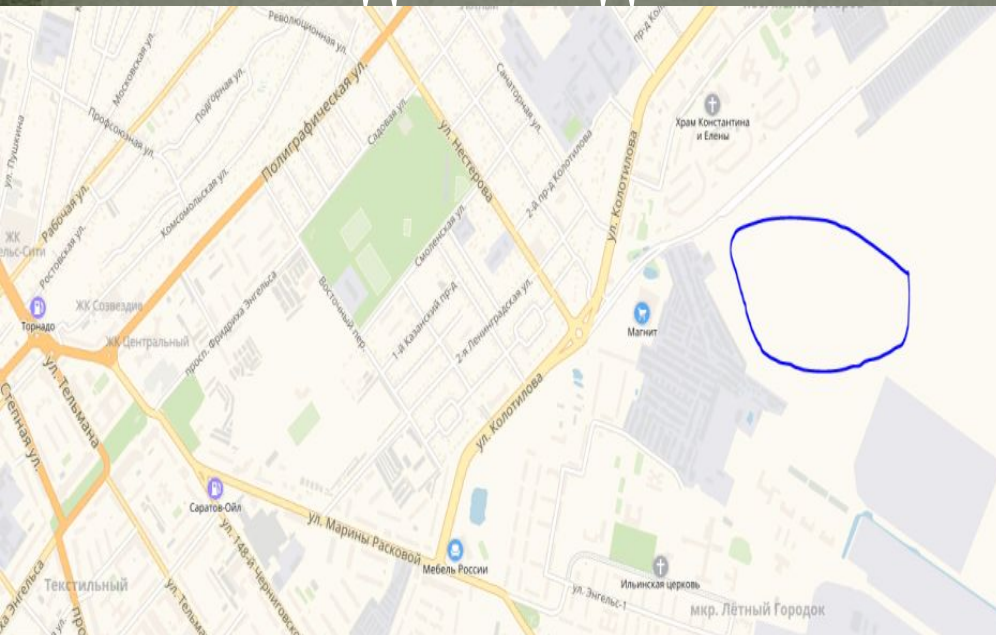 Революционная ул.
Московская ул.
Подгорная ул.
Профсоюзная ул.
ул. Пушкина
Рабочая ул.
Ростовская ул.
Комсомольская ул.
Полиграфическая ул.
Садовая ул.
ул. Нестерова
Санаторная ул.
2-й пр-д Колотилова
ул. Колотилова
Храм Константина
и Елены
Смоленская ул.
Восточный пер.
1-й Казанский пр-д
2-я Ленинградская ул.
просп. Фридриха Энгельса
ЖК
Торнадо
ЖК Созвездие
ЖК Центральный
Магнит
ул. Тельмана
Степная ул.
ул. Колотилова
Саратов-Ойл
ул. Марины Расковой
Мебель России
ул. 148-й Черниговской
Текстильный
Ильинская церковь
ул. Энгельс-1
мкр. Лётный Городок